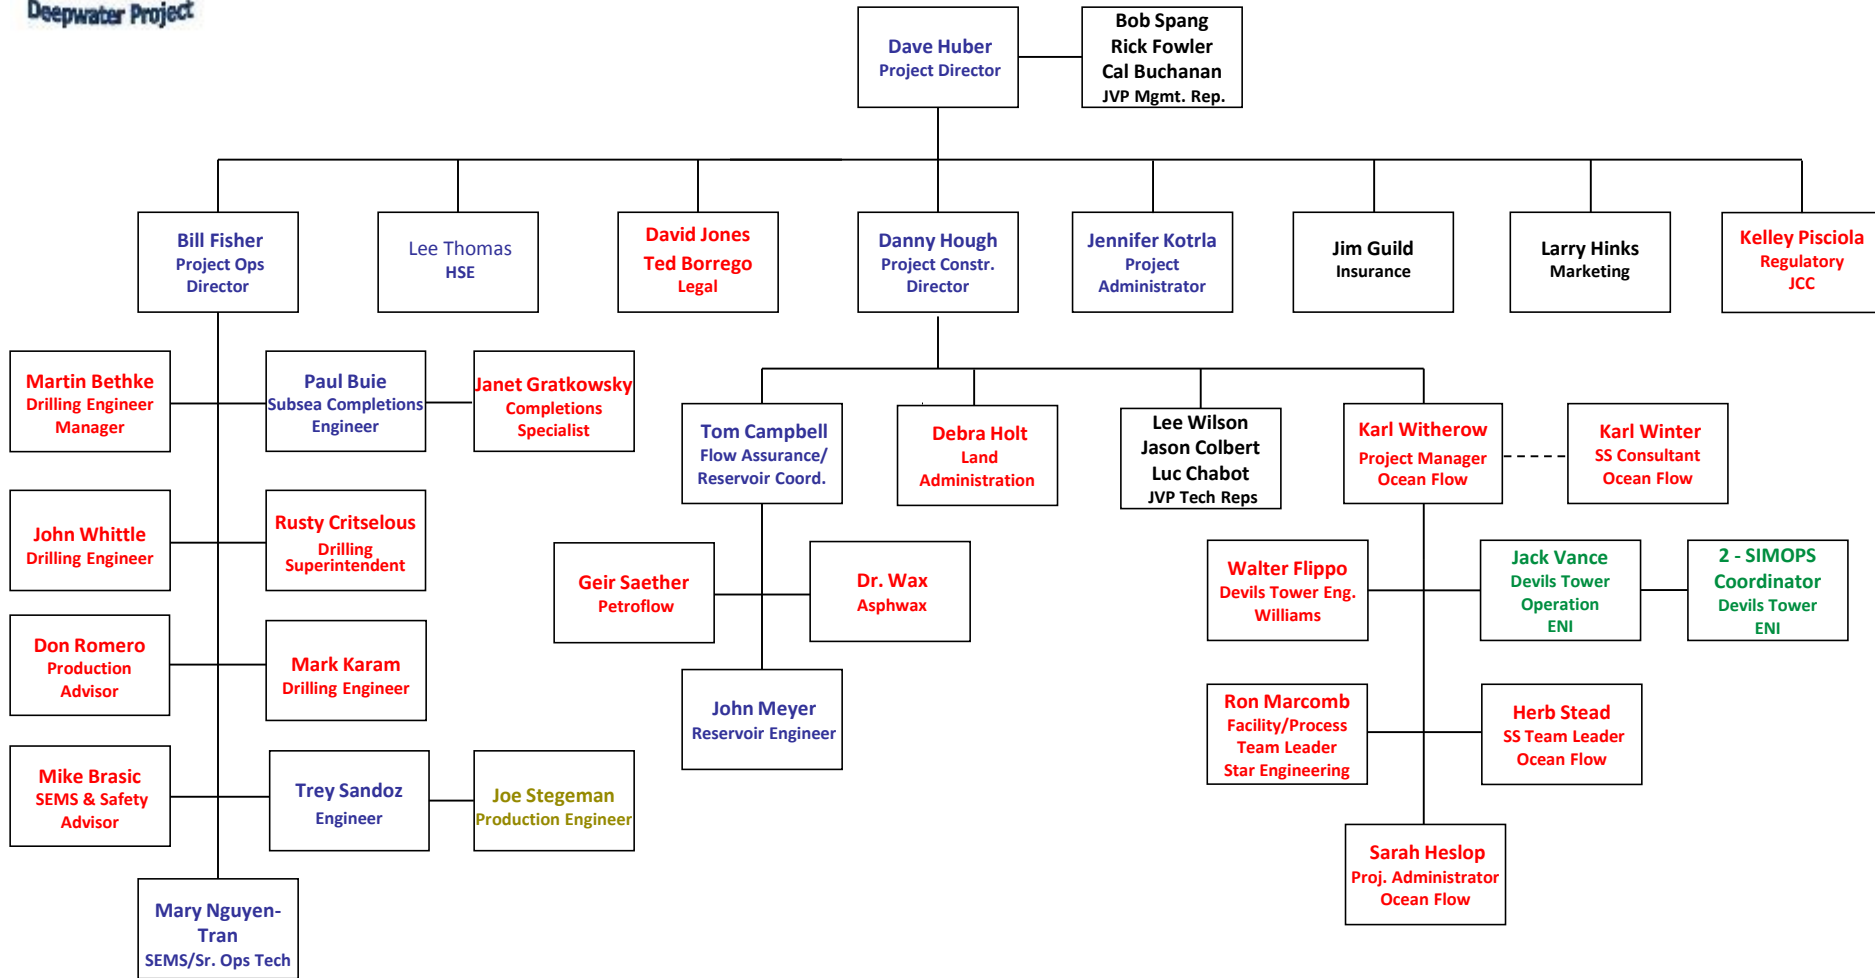 Deepwater Project
Dave Huber
Project Director
Bob Spang
Rick Fowler
Cal Buchanan
JVP Mgmt. Rep.
Bill Fisher
Project Ops
Director
Lee Thomas
HSE
David Jones
Ted Borrego
Legal
Danny Hough
Project Constr.
Director
Jennifer Kotrla
Project
Administrator
Jim Guild
Insurance
Larry Hinks
Marketing
Kelley Pisciola
Regulatory
JCC
Martin Bethke
Drilling Engineer
Manager
Paul Buie
Subsea Completions
Engineer
Janet Gratkowsky
Completions
Specialist
Tom Campbell
Flow Assurance/
Reservoir Coord.
Debra Holt
Land
Administration
Lee Wilson
Jason Colbert
Luc Chabot
JVP Tech Reps
Karl Witherow
Project Manager
Ocean Flow
Karl Winter
SS Consultant
Ocean Flow
John Whittle
Drilling Engineer
Rusty Critselous
Drilling
Superintendent
Geir Saether
Petroflow
Dr. Wax
Asphwax
Walter Flippo
Devils Tower Eng.
Williams
Jack Vance
Devils Tower
Operation
ENI
2 - SIMOPS
Coordinator
Devils Tower
ENI
Don Romero
Production
Advisor
Mark Karam
Drilling Engineer
John Meyer
Reservoir Engineer
Ron Marcomb
Facility/Process
Team Leader
Star Engineering
Herb Stead
SS Team Leader
Ocean Flow
Mike Brasic
SEMS & Safety
Advisor
Trey Sandoz
Engineer
Joe Stegeman
Production Engineer
Sarah Heslop
Proj. Administrator
Ocean Flow
Mary Nguyen-
Tran
SEMS/Sr. Ops Tech